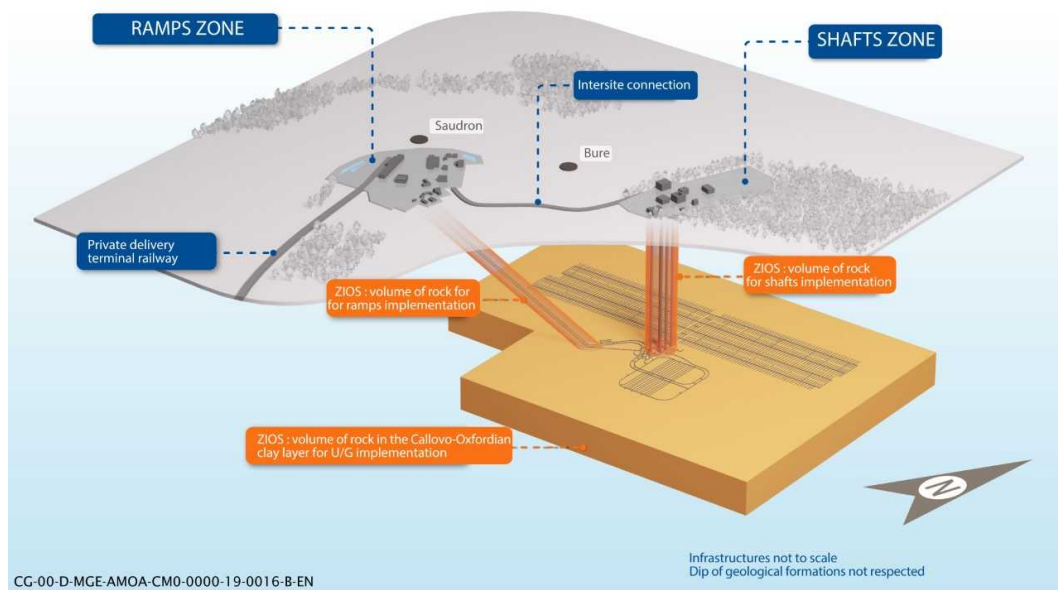 RAMPS ZONE
SHAFTS ZONE
Intersite connection
Saudron
Bure
Private delivery
terminal railway
ZIOS : volume of rock
for shafts implementation
ZIOS : volume of rock for
for ramps implementation
ZIOS : volume of rock in the Callovo-Oxfordian
clay layer for U/G implementation
N
Infrastructures not to scale
Dip of geological formations not respected
CG-00-D-MGE-AMOA-CM0-0000-19-0016-B-EN